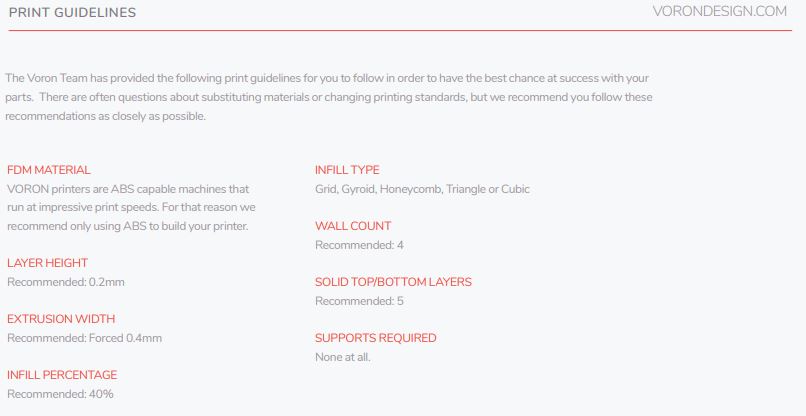 PRINT GUIDELINES
VORONDESIGN.COM
The Voron Team has provided the following print guidelines for you to follow in order to have the best chance at success with your
parts. There are often questions about substituting materials or changing printing standards, but we recommend you follow these
recommendations as closely as possible.
FDM MATERIAL
VORON printers are ABS capable machines that
run at impressive print speeds. For that reason we
recommend only using ABS to build your printer.
LAYER HEIGHT
Recommended: 0.2mm
EXTRUSION WIDTH
Recommended: Forced 0.4mm
INFILL PERCENTAGE
Recommended: 40%
INFILL TYPE
Grid, Gyroid, Honeycomb, Triangle or Cubic
WALL COUNT
Recommended: 4
SOLID TOP/BOTTOM LAYERS
Recommended: 5
SUPPORTS REQUIRED
None at all.